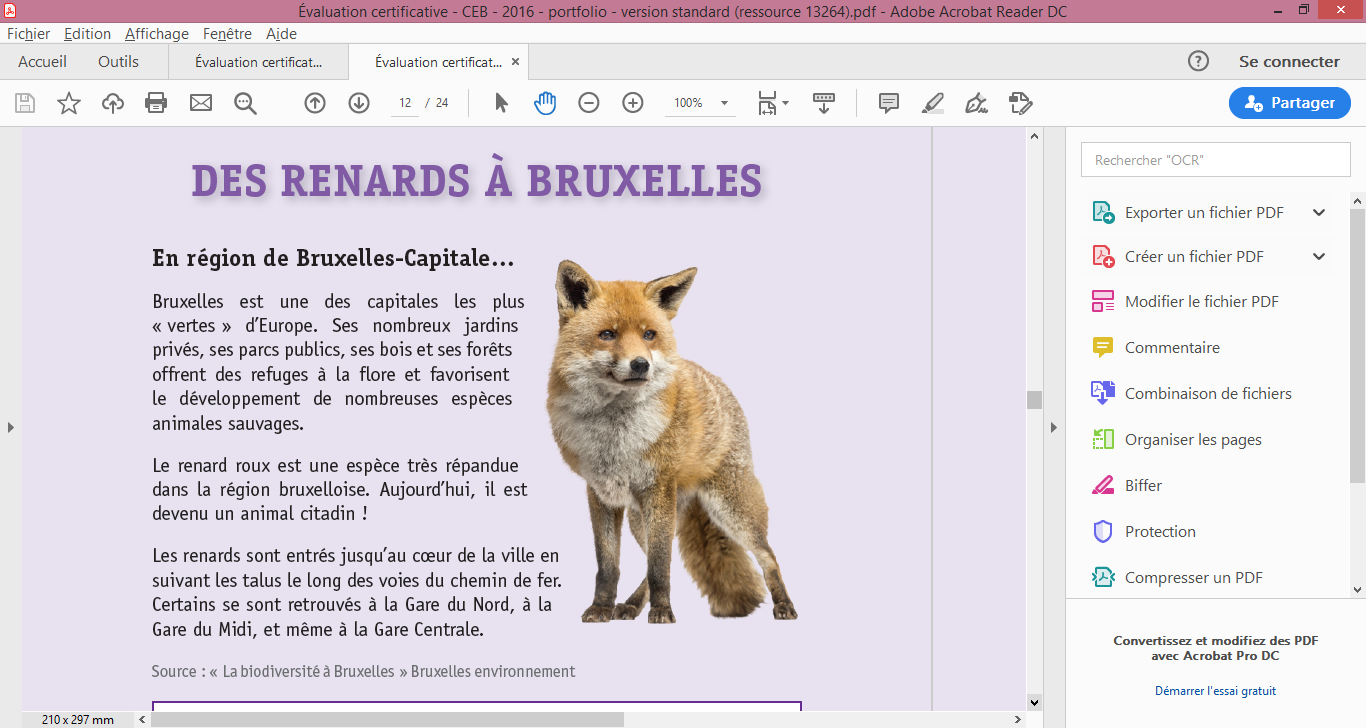 Évaluation certificative - CEB - 2016 - portfolio - version standard (ressource 13264).pdf - Adobe Acrobat Reader DC
Fichier Edition Affichage Fenêtre Aide
Accueil Outils Évaluation certificat... Évaluation certificat... × Se connecter
12 / 24 100% Partager
DES RENARDS À BRUXELLES
En région de Bruxelles-Capitale...
Bruxelles est une des capitales les plus
« vertes » d'Europe. Ses nombreux jardins
privés, ses parcs publics, ses bois et ses forêts
offrent des refuges à la flore et favorisent
le développement de nombreuses espèces
animales sauvages.
Le renard roux est une espèce très répandue
dans la région bruxelloise. Aujourd'hui, il est
devenu un animal citadin !
Les renards sont entrés jusqu'au cœur de la ville en
suivant les talus le long des voies du chemin de fer.
Certains se sont retrouvés à la Gare du Nord, à la
Gare du Midi, et même à la Gare Centrale.
Source : « La biodiversité à Bruxelles » Bruxelles environnement
210 x 297 mm
Rechercher "OCR"
Exporter un fichier PDF
Créer un fichier PDF
Modifier le fichier PDF
Commentaire
Combinaison de fichiers
Organiser les pages
Biffer
Protection
Compresser un PDF
Convertissez et modifiez des PDF
avec Acrobat Pro DC
Démarrer l'essai gratuit